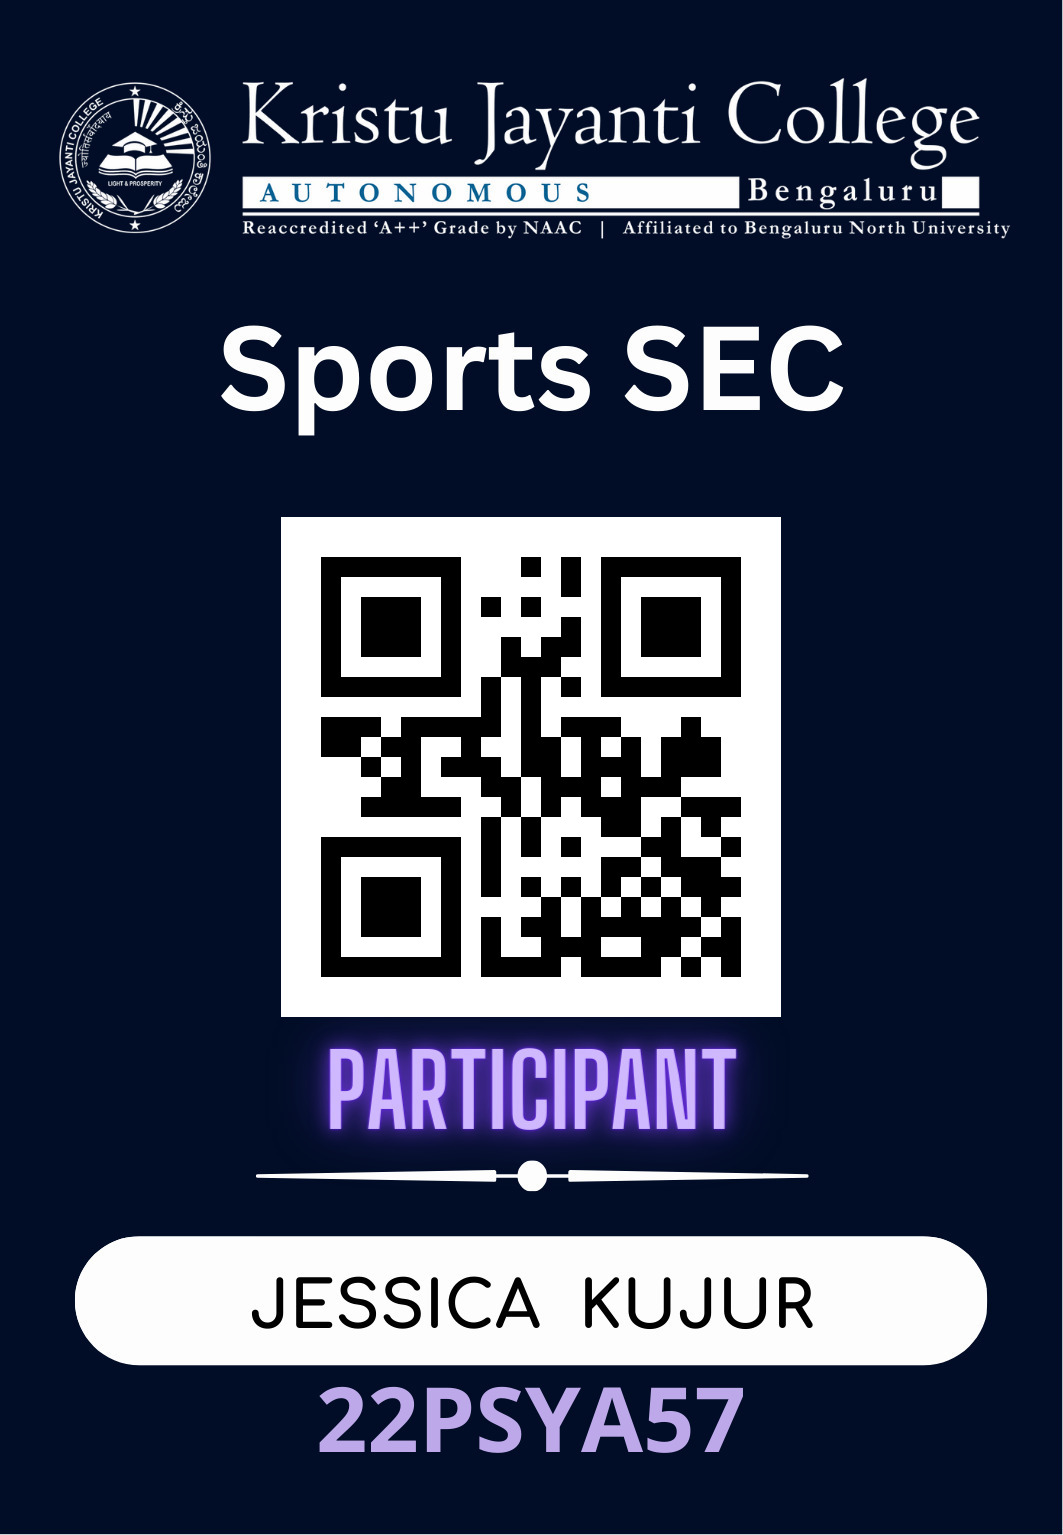 KRISTU JAYANTI COLLEGE
ಕ್ರಿಸ್ತು ಜಯಂತಿ ಕಾಲೇಜು
LIGHT & PROSPERITY
Kristu Jayanti College
AUTONOMOUS Bengaluru
Reaccredited ‘A++’ Grade by NAAC | Affiliated to Bengaluru North University
Sports SEC
PARTICIPANT
JESSICA KUJUR
22PSYA57